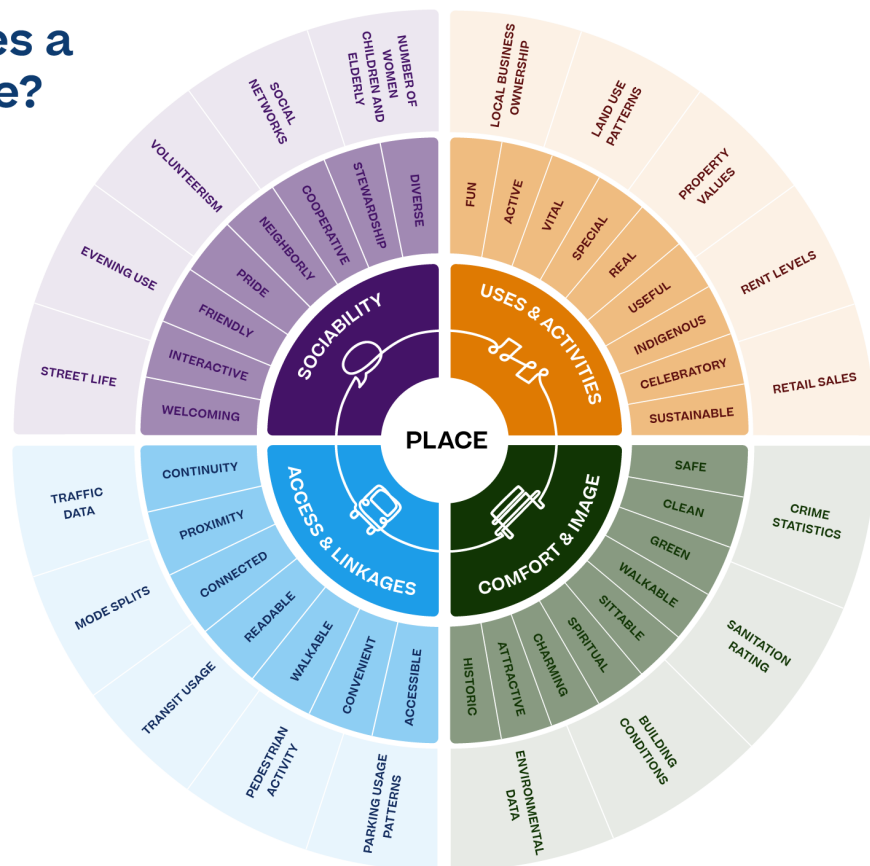 es a
e?
NUMBER OF
WOMEN
CHILDREN AND
ELDERLY
SOCIAL
NETWORKS
VOLUNTEERISM
EVENING USE
STREET LIFE
DIVERSE
STEWARDSHIP
COOPERATIVE
NEIGHBORLY
PRIDE
FRIENDLY
INTERACTIVE
WELCOMING
SOCIABILITY
LOCAL BUSINESS
OWNERSHIP
LAND USE
PATTERNS
PROPERTY
VALUES
RENT LEVELS
RETAIL SALES
FUN
ACTIVE
VITAL
SPECIAL
REAL
USEFUL
INDIGENOUS
CELEBRATORY
SUSTAINABLE
USES & ACTIVITIES
PLACE
ACCESS & LINKAGES
CONTINUITY
PROXIMITY
CONNECTED
READABLE
WALKABLE
CONVENIENT
ACCESSIBLE
TRAFFIC
DATA
MODE SPLITS
TRANSIT USAGE
PEDESTRIAN
ACTIVITY
PARKING USAGE
PATTERNS
COMFORT & IMAGE
SAFE
CLEAN
GREEN
WALKABLE
SITTABLE
SPIRITUAL
CHARMING
ATTRACTIVE
HISTORIC
CRIME
STATISTICS
SANITATION
RATING
BUILDING
CONDITIONS
ENVIRONMENTAL
DATA